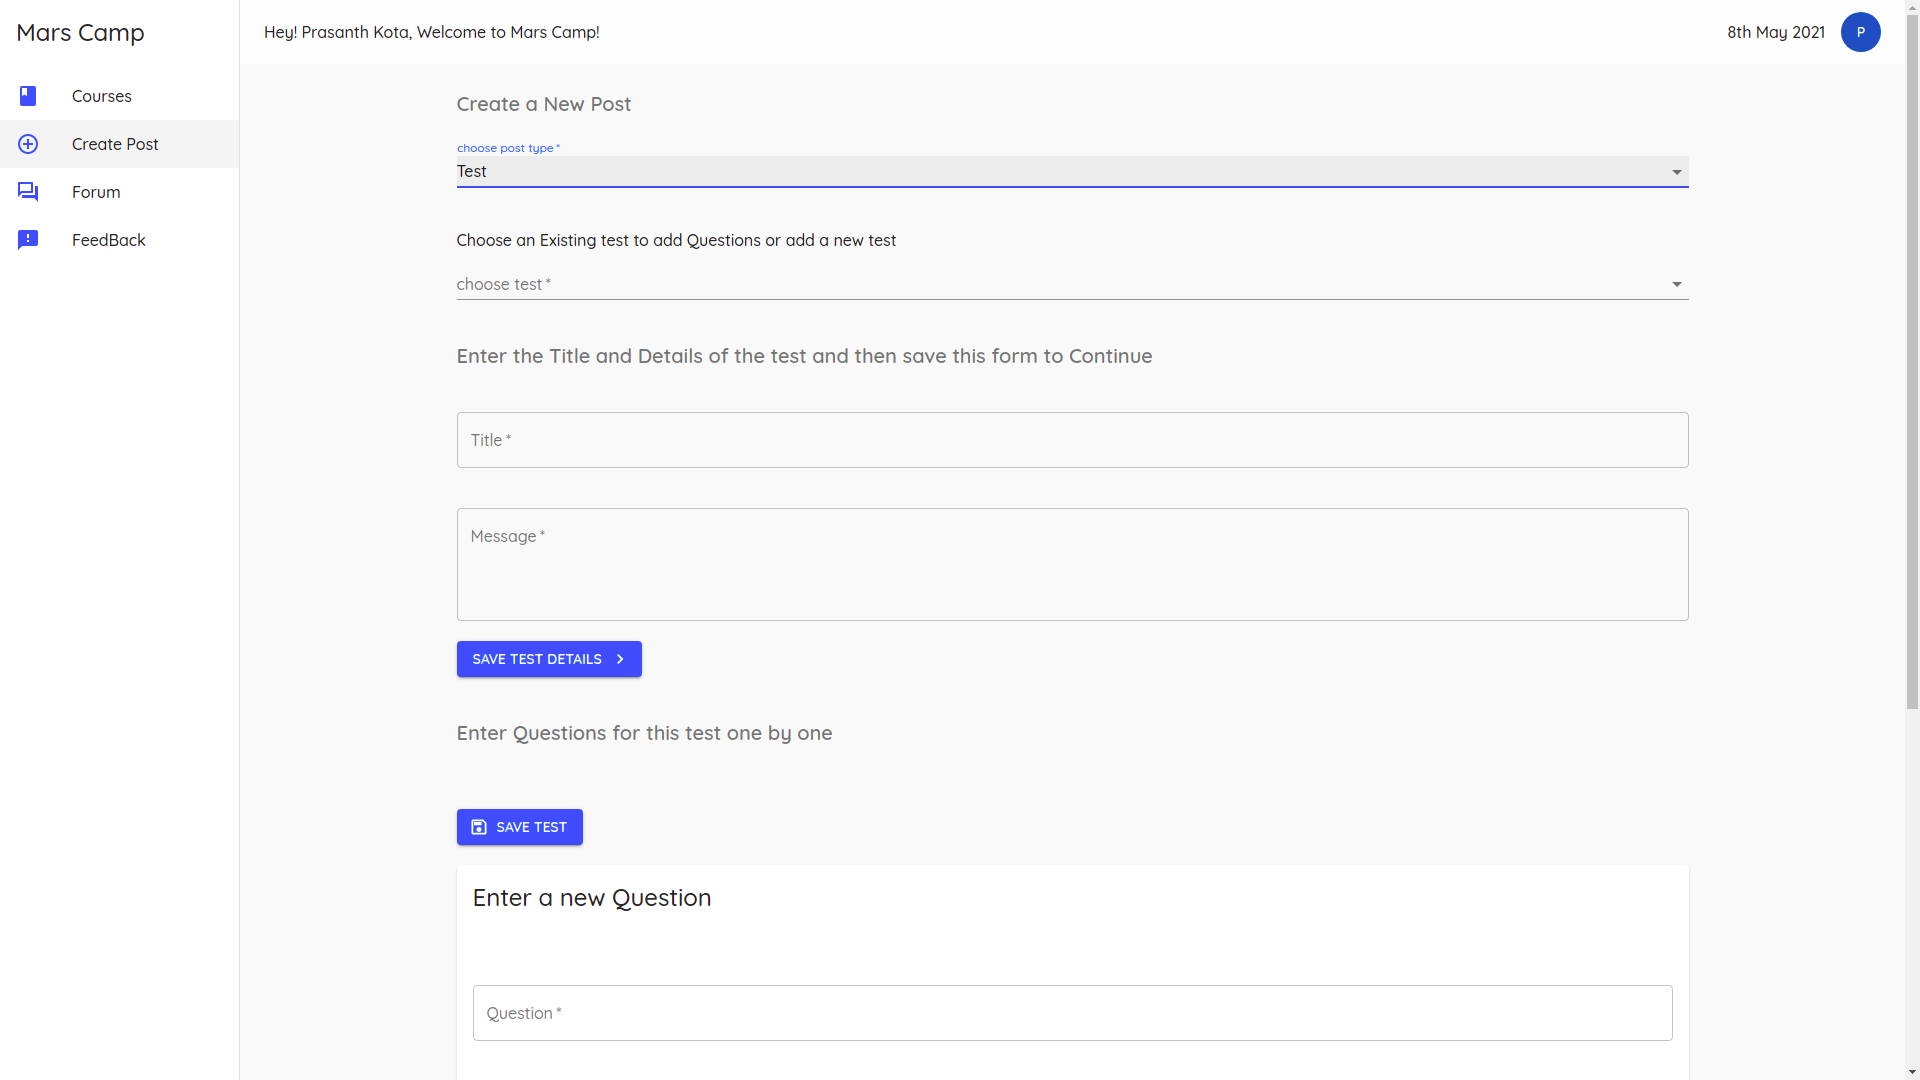 Mars Camp
Hey! Prasanth Kota, Welcome to Mars Camp!
8th May 2021
P
Courses
Create Post
Forum
FeedBack
Create a New Post
choose post type *
Test
Choose an Existing test to add Questions or add a new test
choose test *
Enter the Title and Details of the test and then save this form to Continue
Title *
Message *
SAVE TEST DETAILS
Enter Questions for this test one by one
SAVE TEST
Enter a new Question
Question *